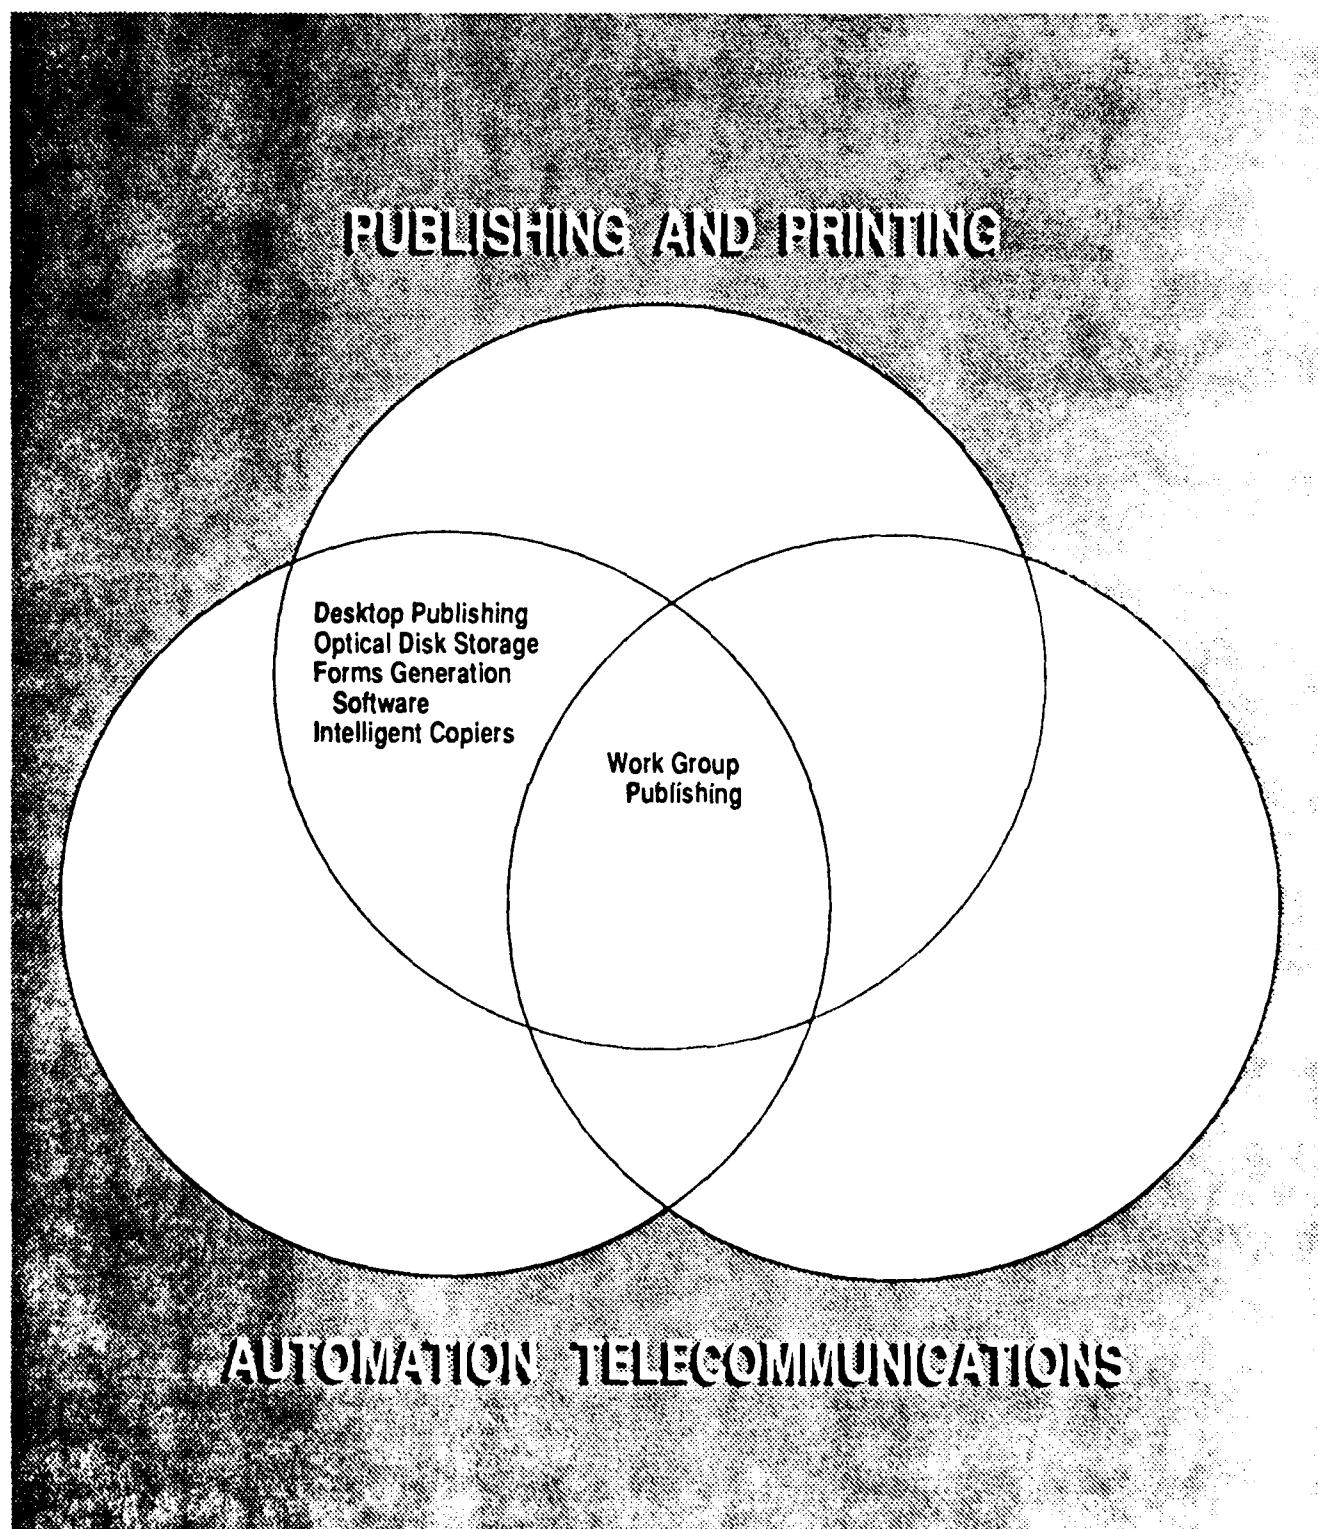 PUBLISHING AND PRINTING
Desktop Publishing
Optical Disk Storage
Forms Generation
Software
Intelligent Copiers
Work Group
Publishing
AUTOMATION TELECOMMUNICATIONS